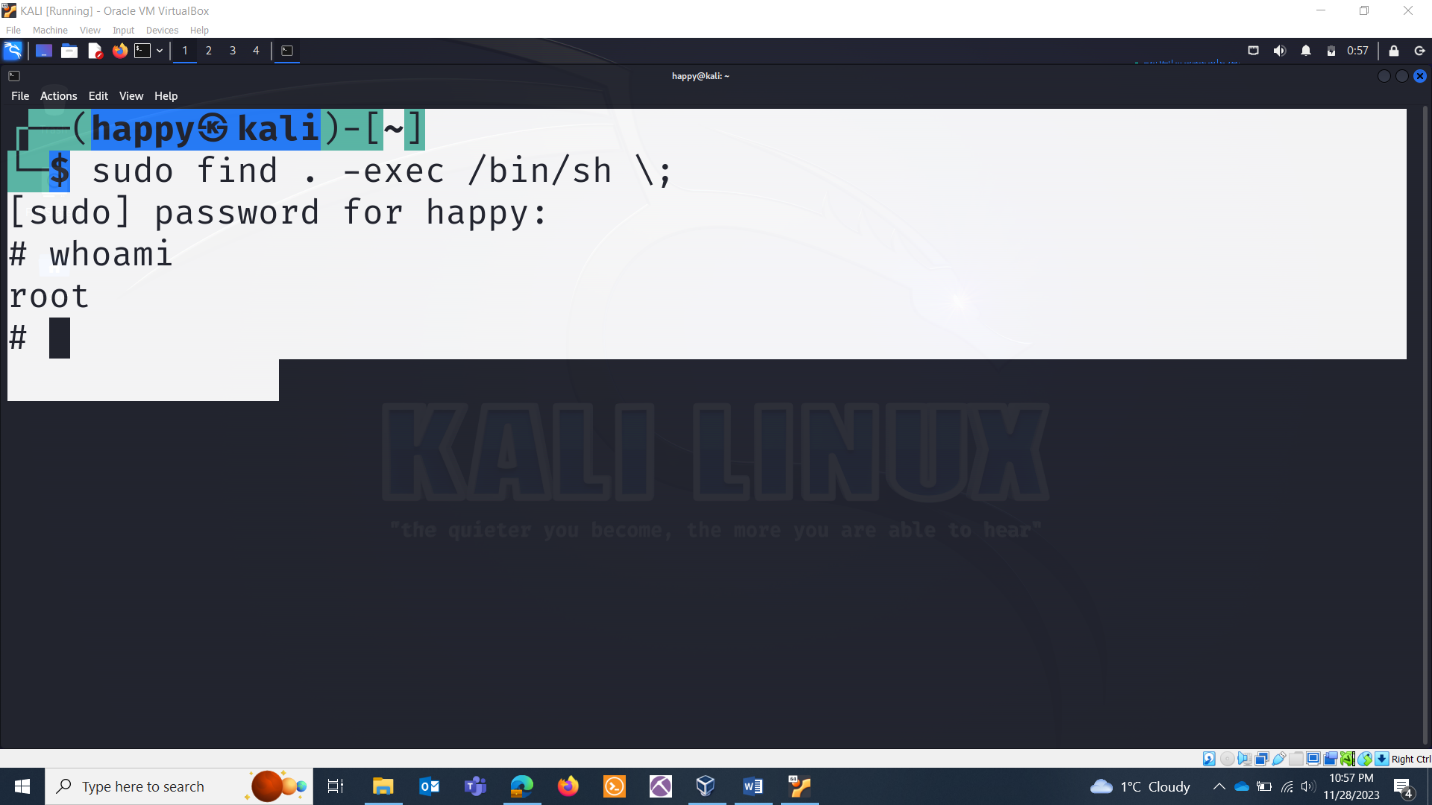 KALI [Running] - Oracle VM VirtualBox
File Machine View Input Devices Help
1 2 3 4 0:57
happy@kali: ~
File Actions Edit View Help
┌──(happy㉿kali)-[~]
└─$ sudo find . -exec /bin/sh \;
[sudo] password for happy:
# whoami
root
#
KALI LINUX
"the quieter you become, the more you are able to hear"
Right Ctrl
Type here to search
1°C Cloudy
10:57 PM
11/28/2023
4